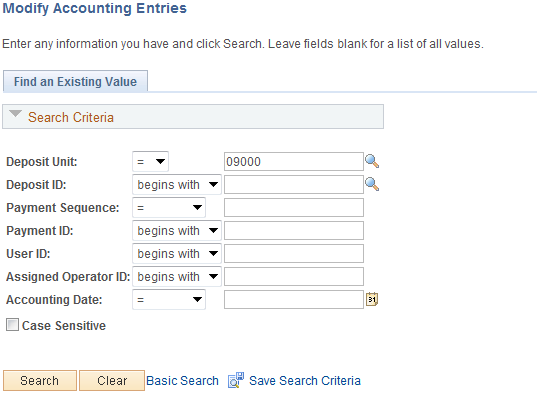 Modify Accounting Entries
Enter any information you have and click Search. Leave fields blank for a list of all values.
Find an Existing Value
Search Criteria
Deposit Unit: = 09000
Deposit ID: begins with
Payment Sequence: =
Payment ID: begins with
User ID: begins with
Assigned Operator ID: begins with
Accounting Date: = 31
Case Sensitive
Search Clear Basic Search Save Search Criteria